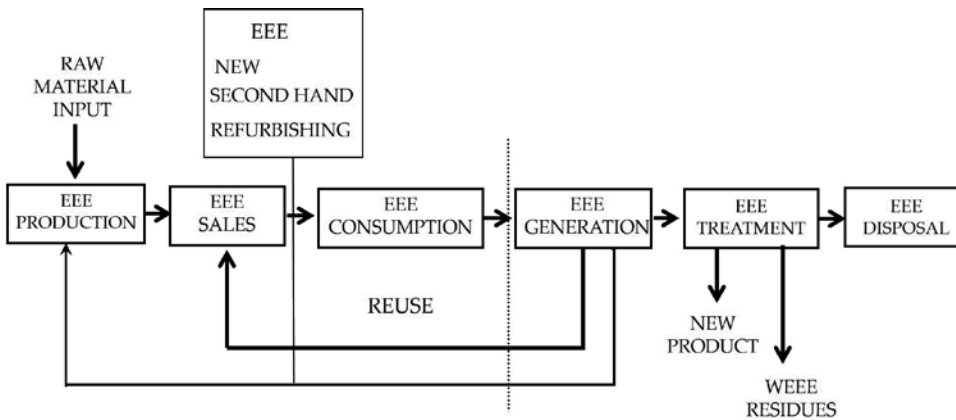 EEE
NEW
SECOND HAND
REFURBISHING
RAW
MATERIAL
INPUT
EEE
PRODUCTION
EEE
SALES
EEE
CONSUMPTION
EEE
GENERATION
EEE
TREATMENT
EEE
DISPOSAL
REUSE
NEW
PRODUCT
WEEE
RESIDUES